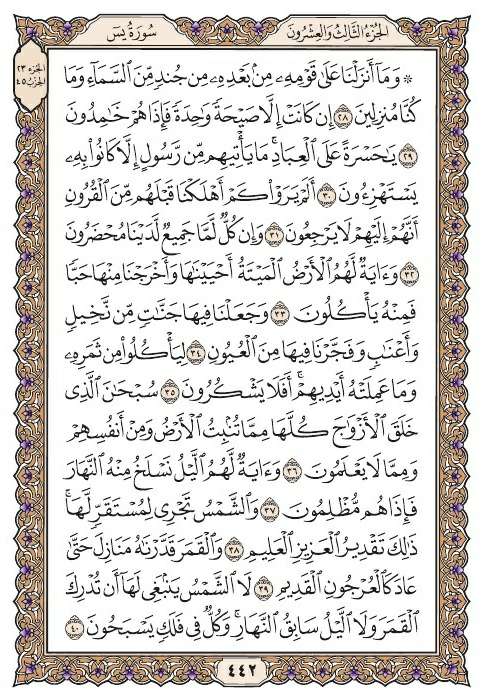 الجزء الثالث والعشرون
سورة يس
الجزء ٢٣
الحزب ٤٥
۞ وَمَآ أَنزَلْنَا عَلَىٰ قَوْمِهِۦ مِنۢ بَعْدِهِۦ مِن جُندٍ مِّنَ ٱلسَّمَآءِ وَمَا
كُنَّا مُنزِلِينَ ٢٨ إِن كَانَتْ إِلَّا صَيْحَةً وَٰحِدَةً فَإِذَا هُمْ خَٰمِدُونَ
٢٩ يَٰحَسْرَةً عَلَى ٱلْعِبَادِ ۚ مَا يَأْتِيهِم مِّن رَّسُولٍ إِلَّا كَانُوا۟ بِهِۦ
يَسْتَهْزِءُونَ ٣٠ أَلَمْ يَرَوْا۟ كَمْ أَهْلَكْنَا قَبْلَهُم مِّنَ ٱلْقُرُونِ
أَنَّهُمْ إِلَيْهِمْ لَا يَرْجِعُونَ ٣١ وَإِن كُلٌّ لَّمَّا جَمِيعٌ لَّدَيْنَا مُحْضَرُونَ
٣٢ وَءَايَةٌ لَّهُمُ ٱلْأَرْضُ ٱلْمَيْتَةُ أَحْيَيْنَٰهَا وَأَخْرَجْنَا مِنْهَا حَبًّا
فَمِنْهُ يَأْكُلُونَ ٣٣ وَجَعَلْنَا فِيهَا جَنَّٰتٍ مِّن نَّخِيلٍ
وَأَعْنَٰبٍ وَفَجَّرْنَا فِيهَا مِنَ ٱلْعُيُونِ ٣٤ لِيَأْكُلُوا۟ مِن ثَمَرِهِۦ
وَمَا عَمِلَتْهُ أَيْدِيهِمْ ۖ أَفَلَا يَشْكُرُونَ ٣٥ سُبْحَٰنَ ٱلَّذِى
خَلَقَ ٱلْأَزْوَٰجَ كُلَّهَا مِمَّا تُنۢبِتُ ٱلْأَرْضُ وَمِنْ أَنفُسِهِمْ
وَمِمَّا لَا يَعْلَمُونَ ٣٦ وَءَايَةٌ لَّهُمُ ٱلَّيْلُ نَسْلَخُ مِنْهُ ٱلنَّهَارَ
فَإِذَا هُم مُّظْلِمُونَ ٣٧ وَٱلشَّمْسُ تَجْرِى لِمُسْتَقَرٍّ لَّهَا ۚ
ذَٰلِكَ تَقْدِيرُ ٱلْعَزِيزِ ٱلْعَلِيمِ ٣٨ وَٱلْقَمَرَ قَدَّرْنَٰهُ مَنَازِلَ حَتَّىٰ
عَادَ كَٱلْعُرْجُونِ ٱلْقَدِيمِ ٣٩ لَا ٱلشَّمْسُ يَنۢبَغِى لَهَآ أَن تُدْرِكَ
ٱلْقَمَرَ وَلَا ٱلَّيْلُ سَابِقُ ٱلنَّهَارِ ۚ وَكُلٌّ فِى فَلَكٍ يَسْبَحُونَ ٤٠
٤٤٢